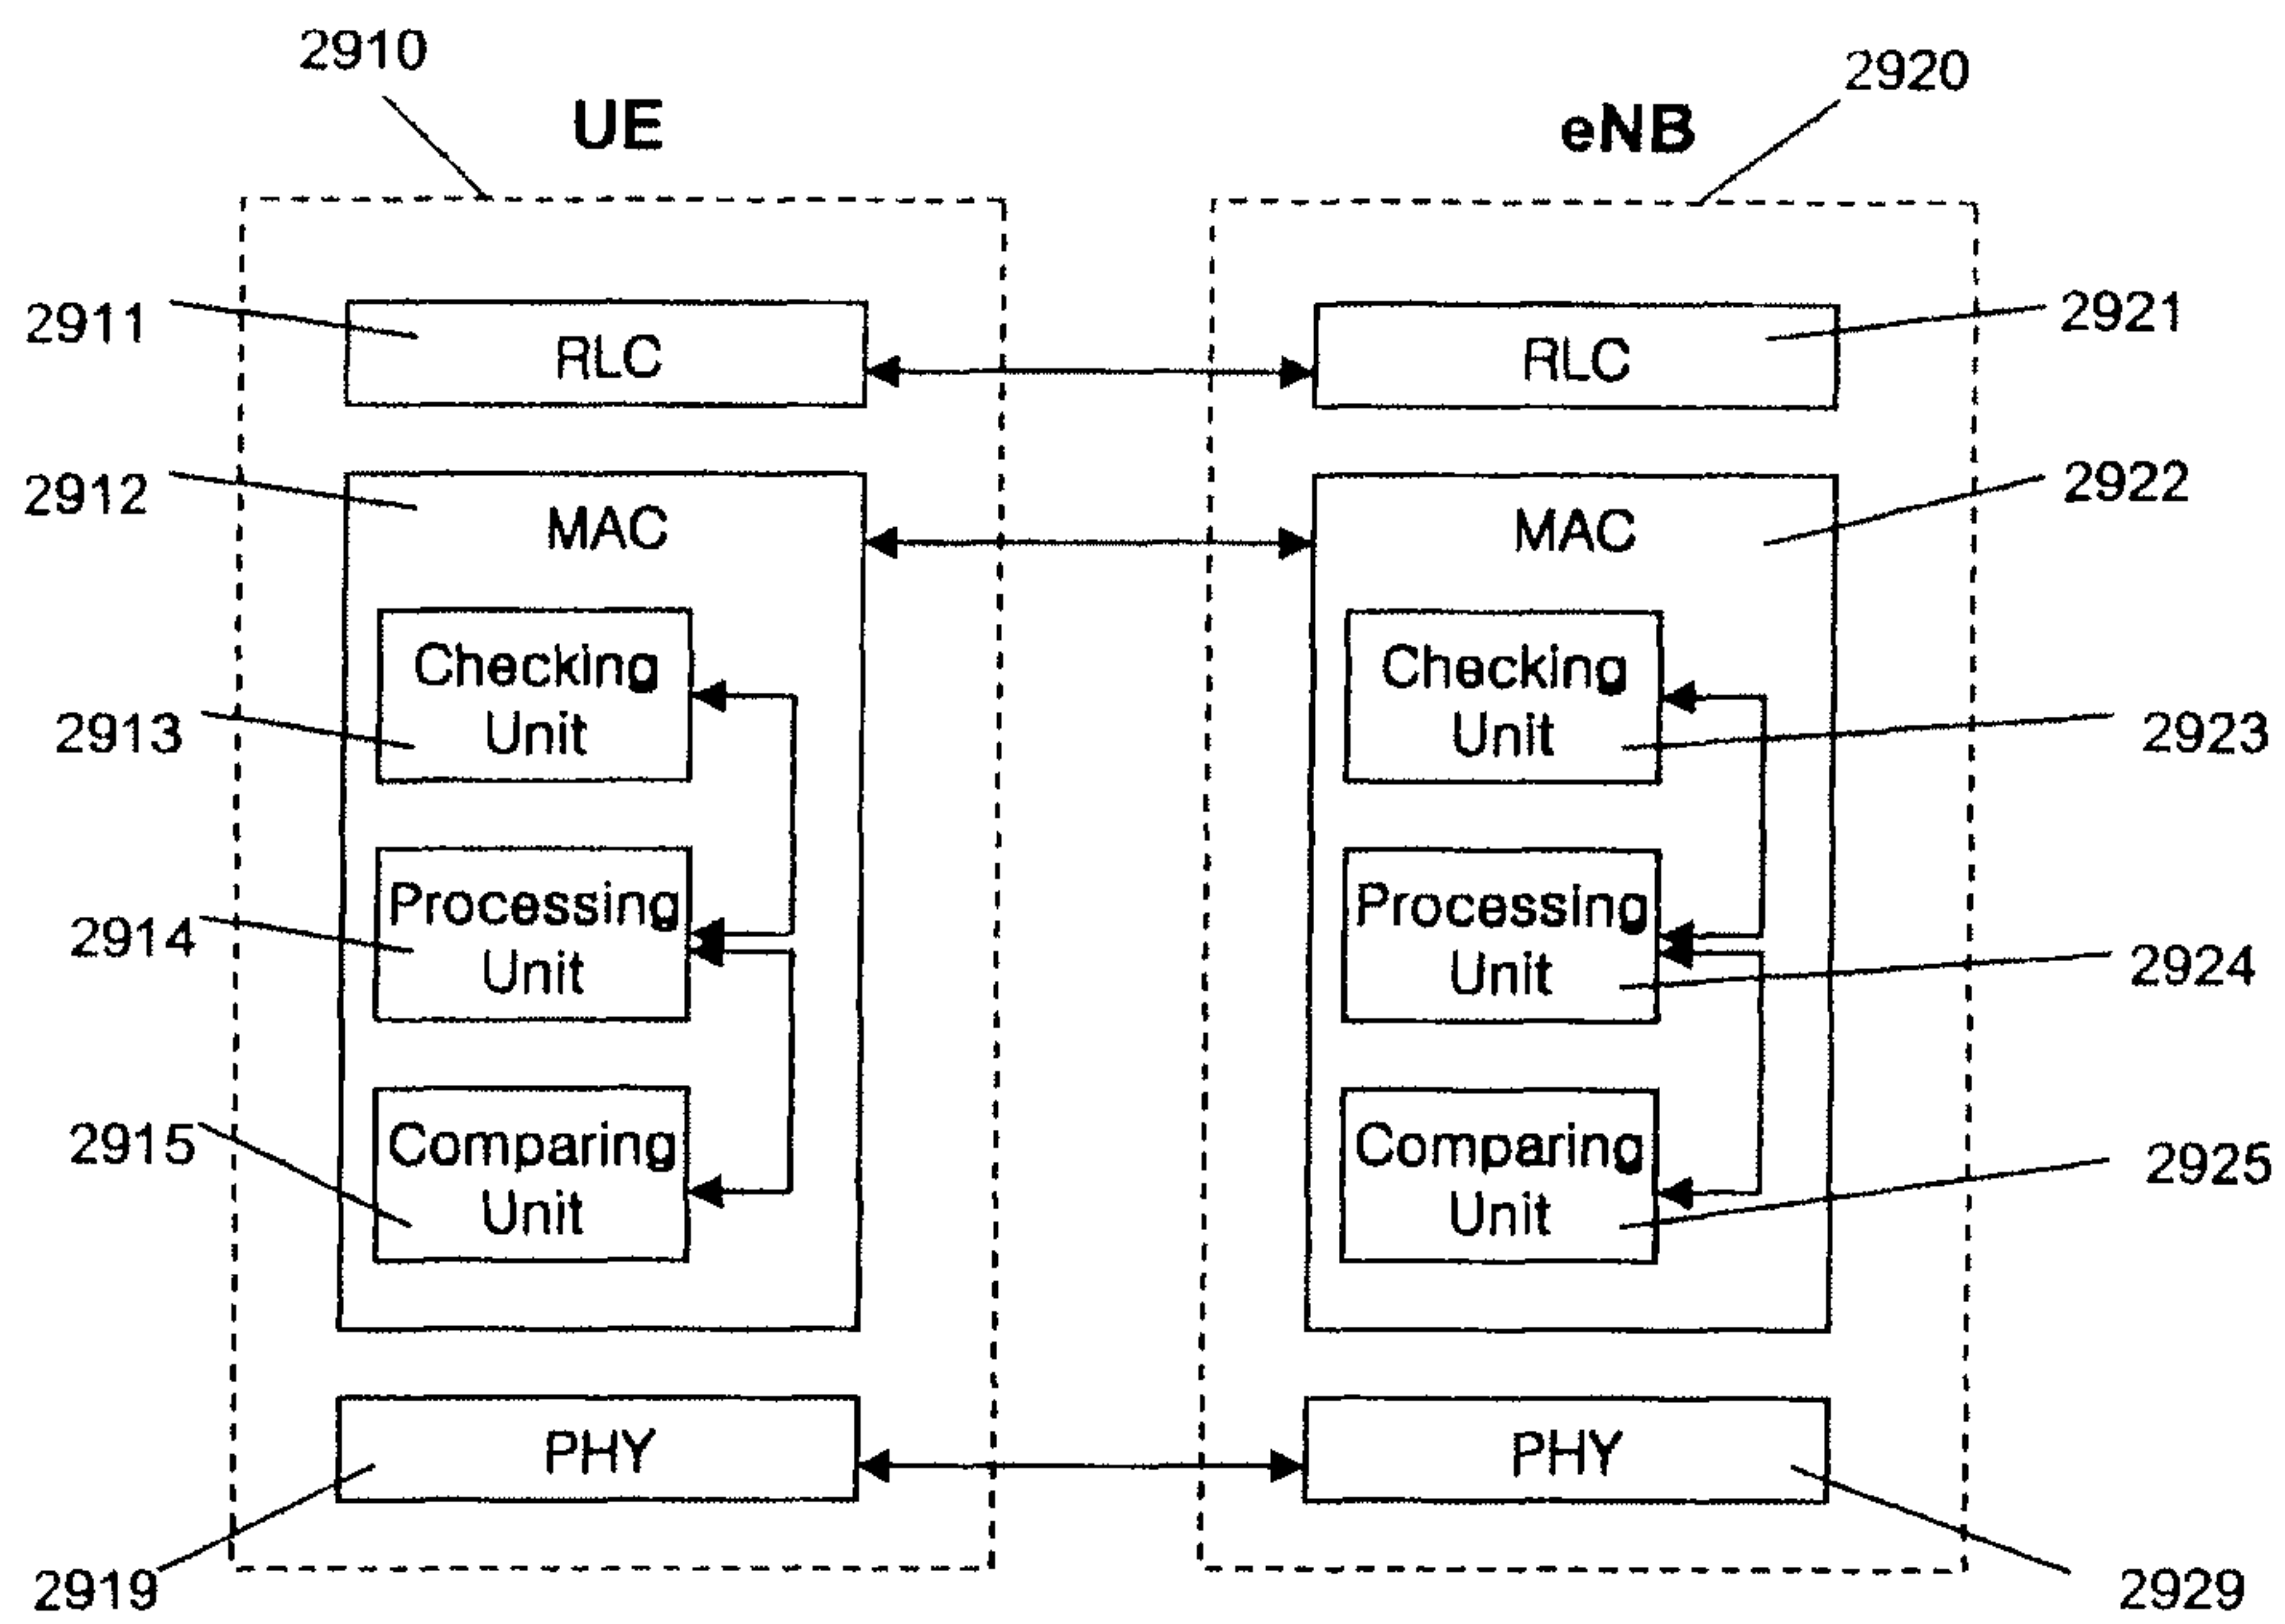 2910
UE
2920
eNB
2911
RLC
RLC
2921
2912
MAC
MAC
2922
2913
Checking
Unit
Checking
Unit
2923
2914
Processing
Unit
Processing
Unit
2924
2915
Comparing
Unit
Comparing
Unit
2925
PHY
PHY
2919
2929